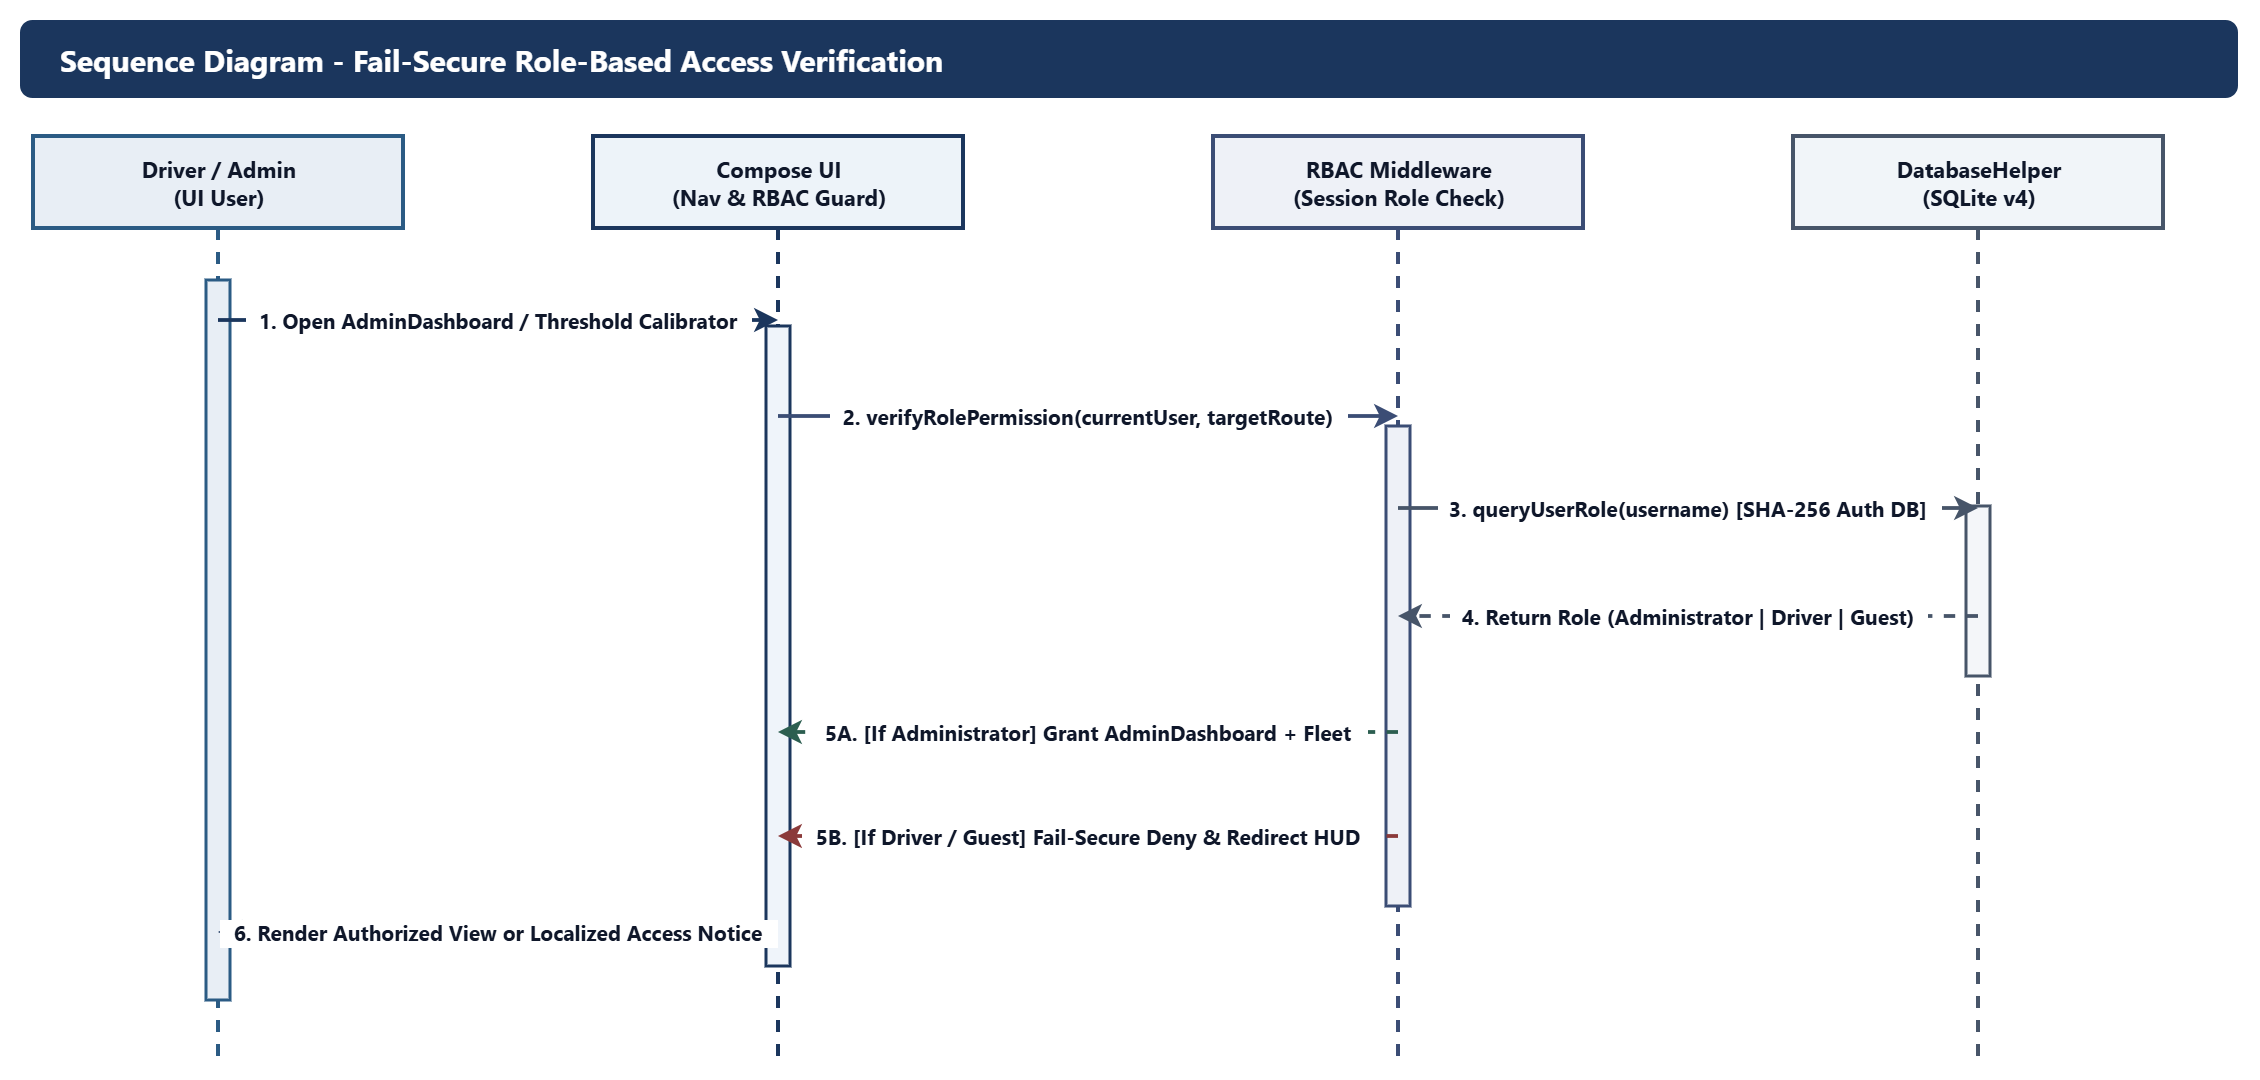 Sequence Diagram - Fail-Secure Role-Based Access Verification
Driver / Admin
(UI User)
Compose UI
(Nav & RBAC Guard)
RBAC Middleware
(Session Role Check)
DatabaseHelper
(SQLite v4)
1. Open AdminDashboard / Threshold Calibrator
2. verifyRolePermission(currentUser, targetRoute)
3. queryUserRole(username) [SHA-256 Auth DB]
4. Return Role (Administrator | Driver | Guest)
5A. [If Administrator] Grant AdminDashboard + Fleet
5B. [If Driver / Guest] Fail-Secure Deny & Redirect HUD
6. Render Authorized View or Localized Access Notice